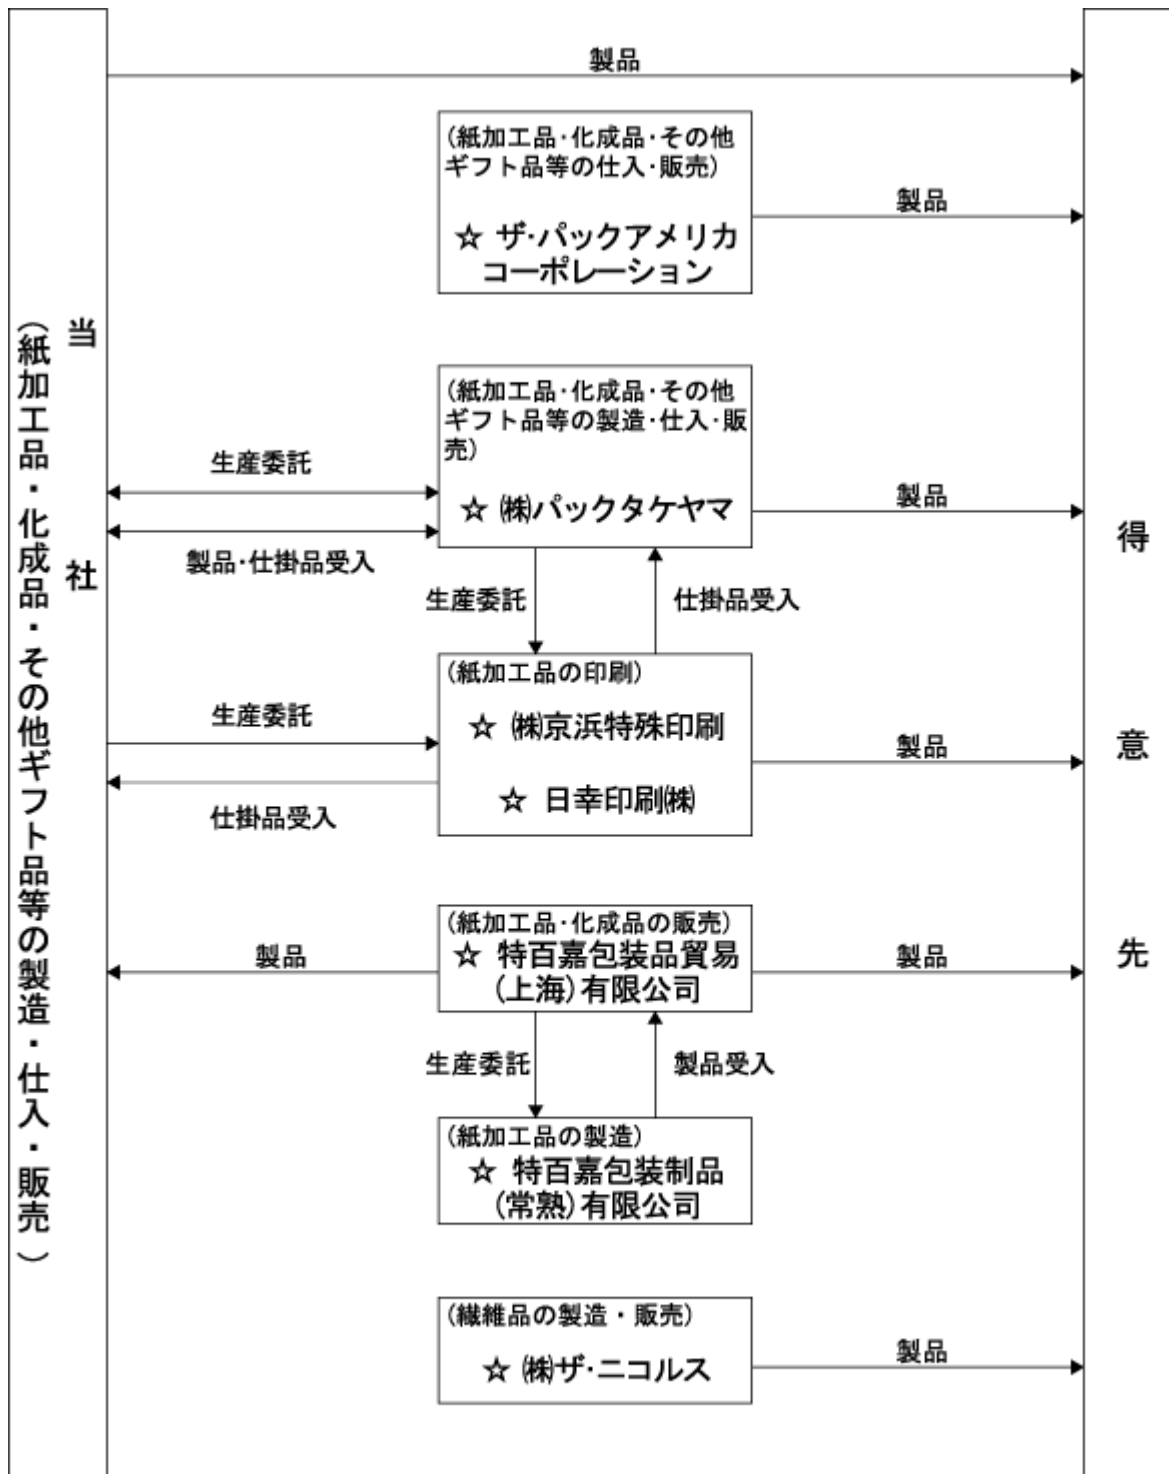 当社
（紙加工品・化成品・その他ギフト品等の製造・仕入・販売）
製品
(紙加工品･化成品･その他
ギフト品等の仕入･販売)
☆ ザ･パックアメリカ
コーポレーション
製品
(紙加工品･化成品･その他
ギフト品等の製造･仕入･販
売)
☆ ㈱パックタケヤマ
生産委託
製品･仕掛品受入
製品
生産委託
仕掛品受入
(紙加工品の印刷)
☆ ㈱京浜特殊印刷
☆ 日幸印刷㈱
生産委託
仕掛品受入
製品
(紙加工品･化成品の販売)
☆ 特百嘉包装品貿易
(上海)有限公司
製品
製品
生産委託
製品受入
(紙加工品の製造)
☆ 特百嘉包装制品
(常熟)有限公司
(繊維品の製造・販売)
☆ ㈱ザ･ニコルス
製品
得意先